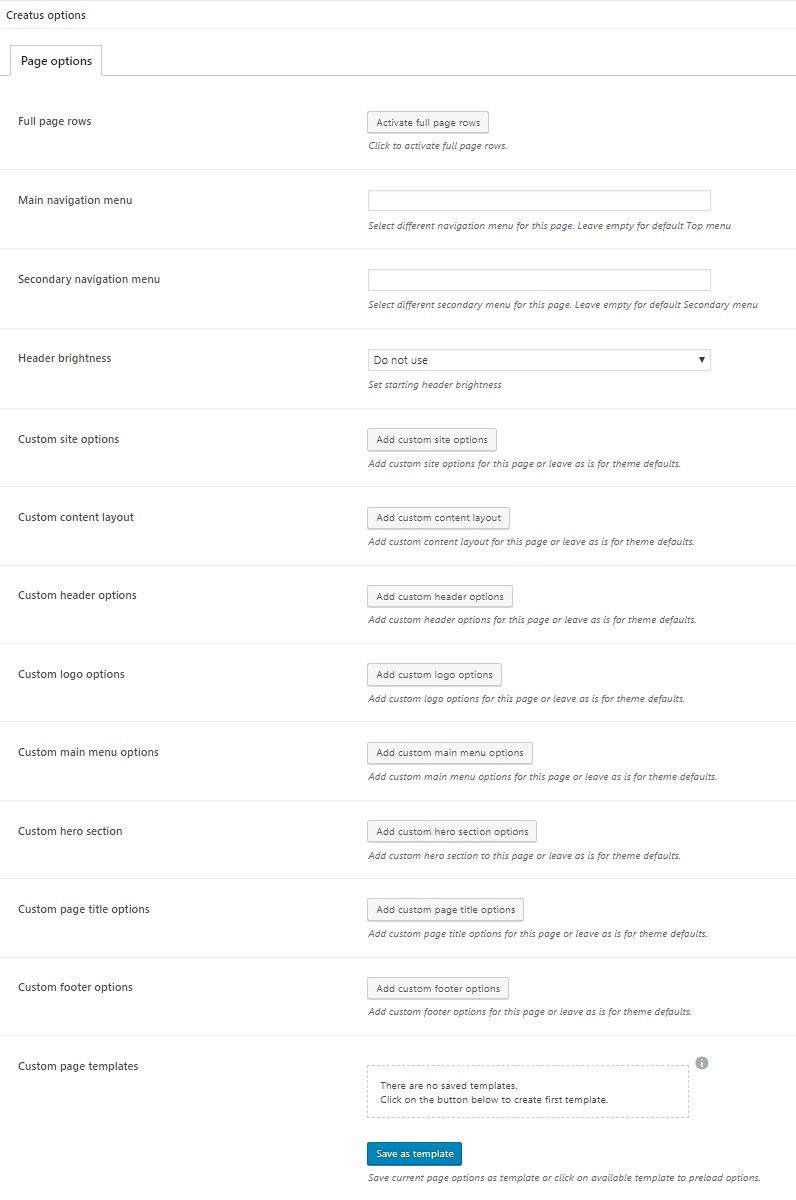 Creatus options
Page options
Full page rows
Activate full page rows
Click to activate full page rows.
Main navigation menu
Select different navigation menu for this page. Leave empty for default Top menu
Secondary navigation menu
Select different secondary menu for this page. Leave empty for default Secondary menu
Header brightness
Do not use
Set starting header brightness
Custom site options
Add custom site options
Add custom site options for this page or leave as is for theme defaults.
Custom content layout
Add custom content layout
Add custom content layout for this page or leave as is for theme defaults.
Custom header options
Add custom header options
Add custom header options for this page or leave as is for theme defaults.
Custom logo options
Add custom logo options
Add custom logo options for this page or leave as is for theme defaults.
Custom main menu options
Add custom main menu options
Add custom main menu options for this page or leave as is for theme defaults.
Custom hero section
Add custom hero section options
Add custom hero section to this page or leave as is for theme defaults.
Custom page title options
Add custom page title options
Add custom page title options for this page or leave as is for theme defaults.
Custom footer options
Add custom footer options
Add custom footer options for this page or leave as is for theme defaults.
Custom page templates
There are no saved templates.
Click on the button below to create first template.
Save as template
Save current page options as template or click on available template to preload options.